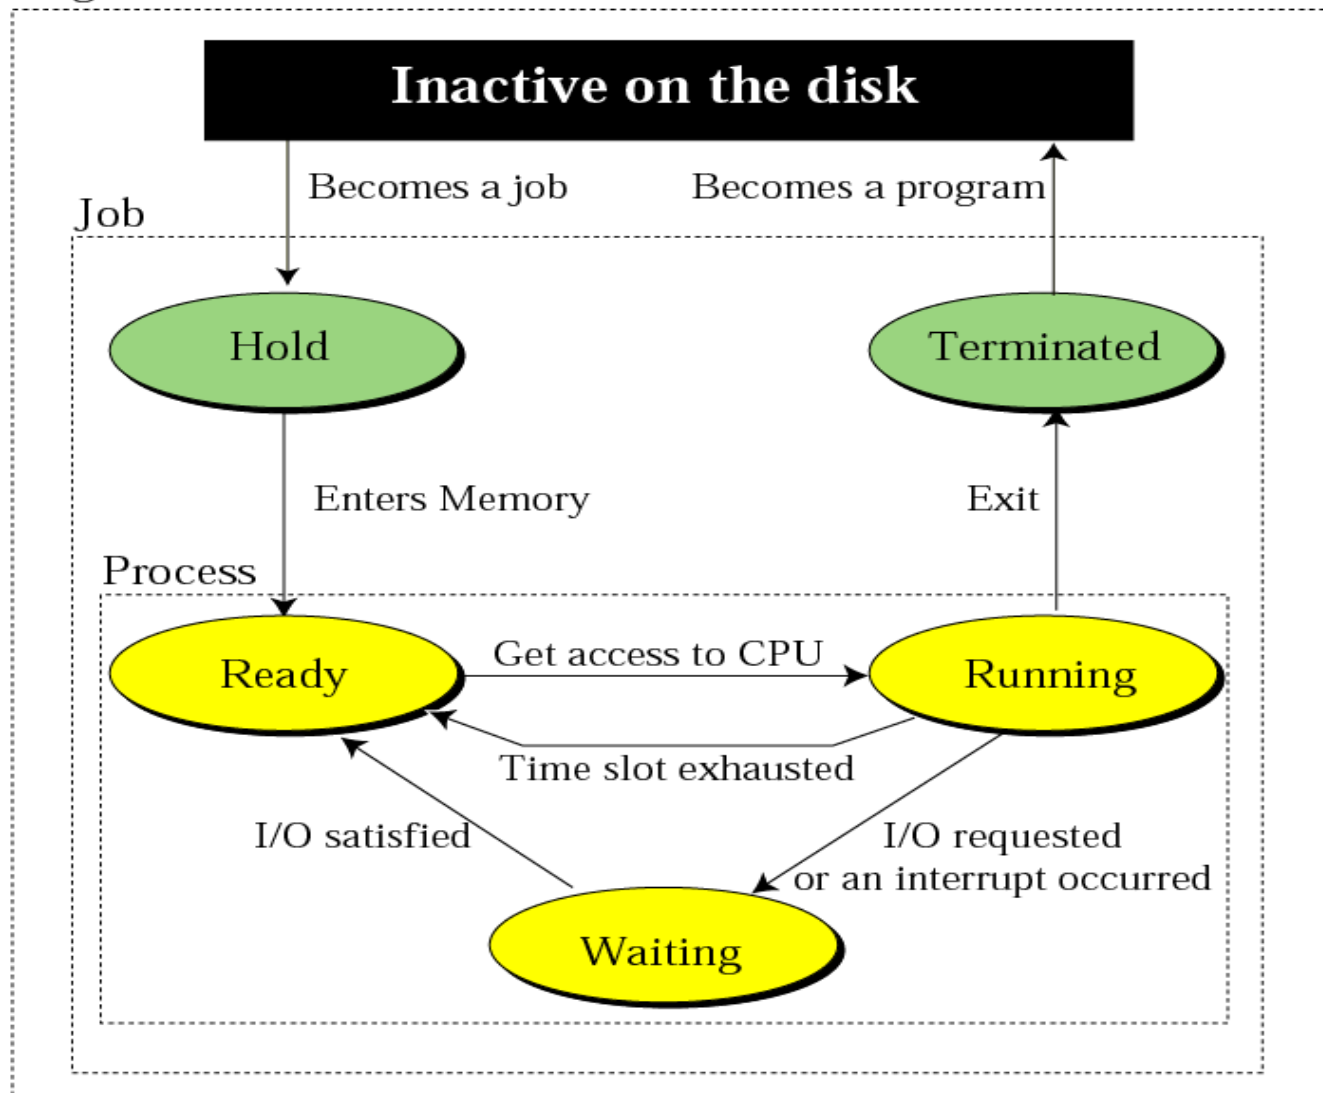 Inactive on the disk
Becomes a job
Becomes a program
Job
Hold
Terminated
Enters Memory
Exit
Process
Ready
Get access to CPU
Running
Time slot exhausted
I/O satisfied
I/O requested
or an interrupt occurred
Waiting